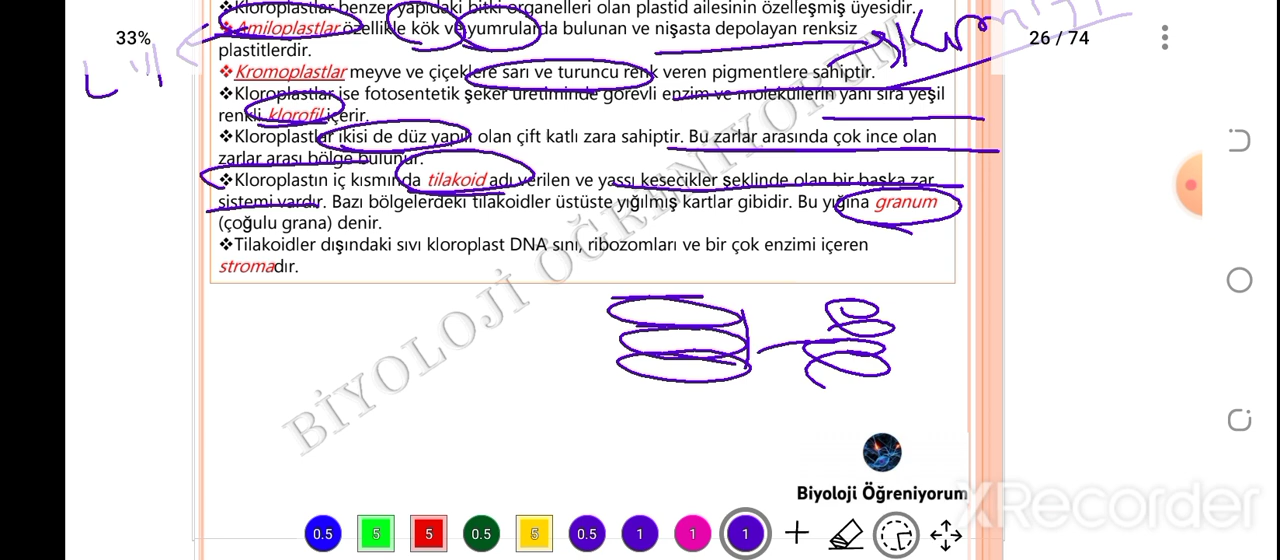 ❖Kloroplastlar benzer yapıdaki bitki organelleri olan plastid ailesinin özelleşmiş üyesidir.
❖Amiloplastlar özellikle kök ve yumrularda bulunan ve nişasta depolayan renksiz
33%
26 / 74
plastitlerdir.
❖Kromoplastlar meyve ve çiçeklere sarı ve turuncu renk veren pigmentlere sahiptir.
❖Kloroplastlar ise fotosentetik şeker üretiminde görevli enzim ve moleküllerin yanı sıra yeşil
renkli klorofil içerir.
❖Kloroplastlar ikisi de düz yapılı olan çift katlı zara sahiptir. Bu zarlar arasında çok ince olan
zarlar arası bölge bulunur.
❖Kloroplastın iç kısmında tilakoid adı verilen ve yassı kesecikler şeklinde olan bir başka zar
sistemi vardır. Bazı bölgelerdeki tilakoidler üstüste yığılmış kartlar gibidir. Bu yığına granum
(çoğulu grana) denir.
❖Tilakoidler dışındaki sıvı kloroplast DNA sını, ribozomları ve bir çok enzimi içeren
stromadır.
BİYOLOJİ ÖĞRENİYORUM
Biyoloji Öğreniyorum
XRecorder
0.5 5 5 0.5 5 0.5 1 1 1